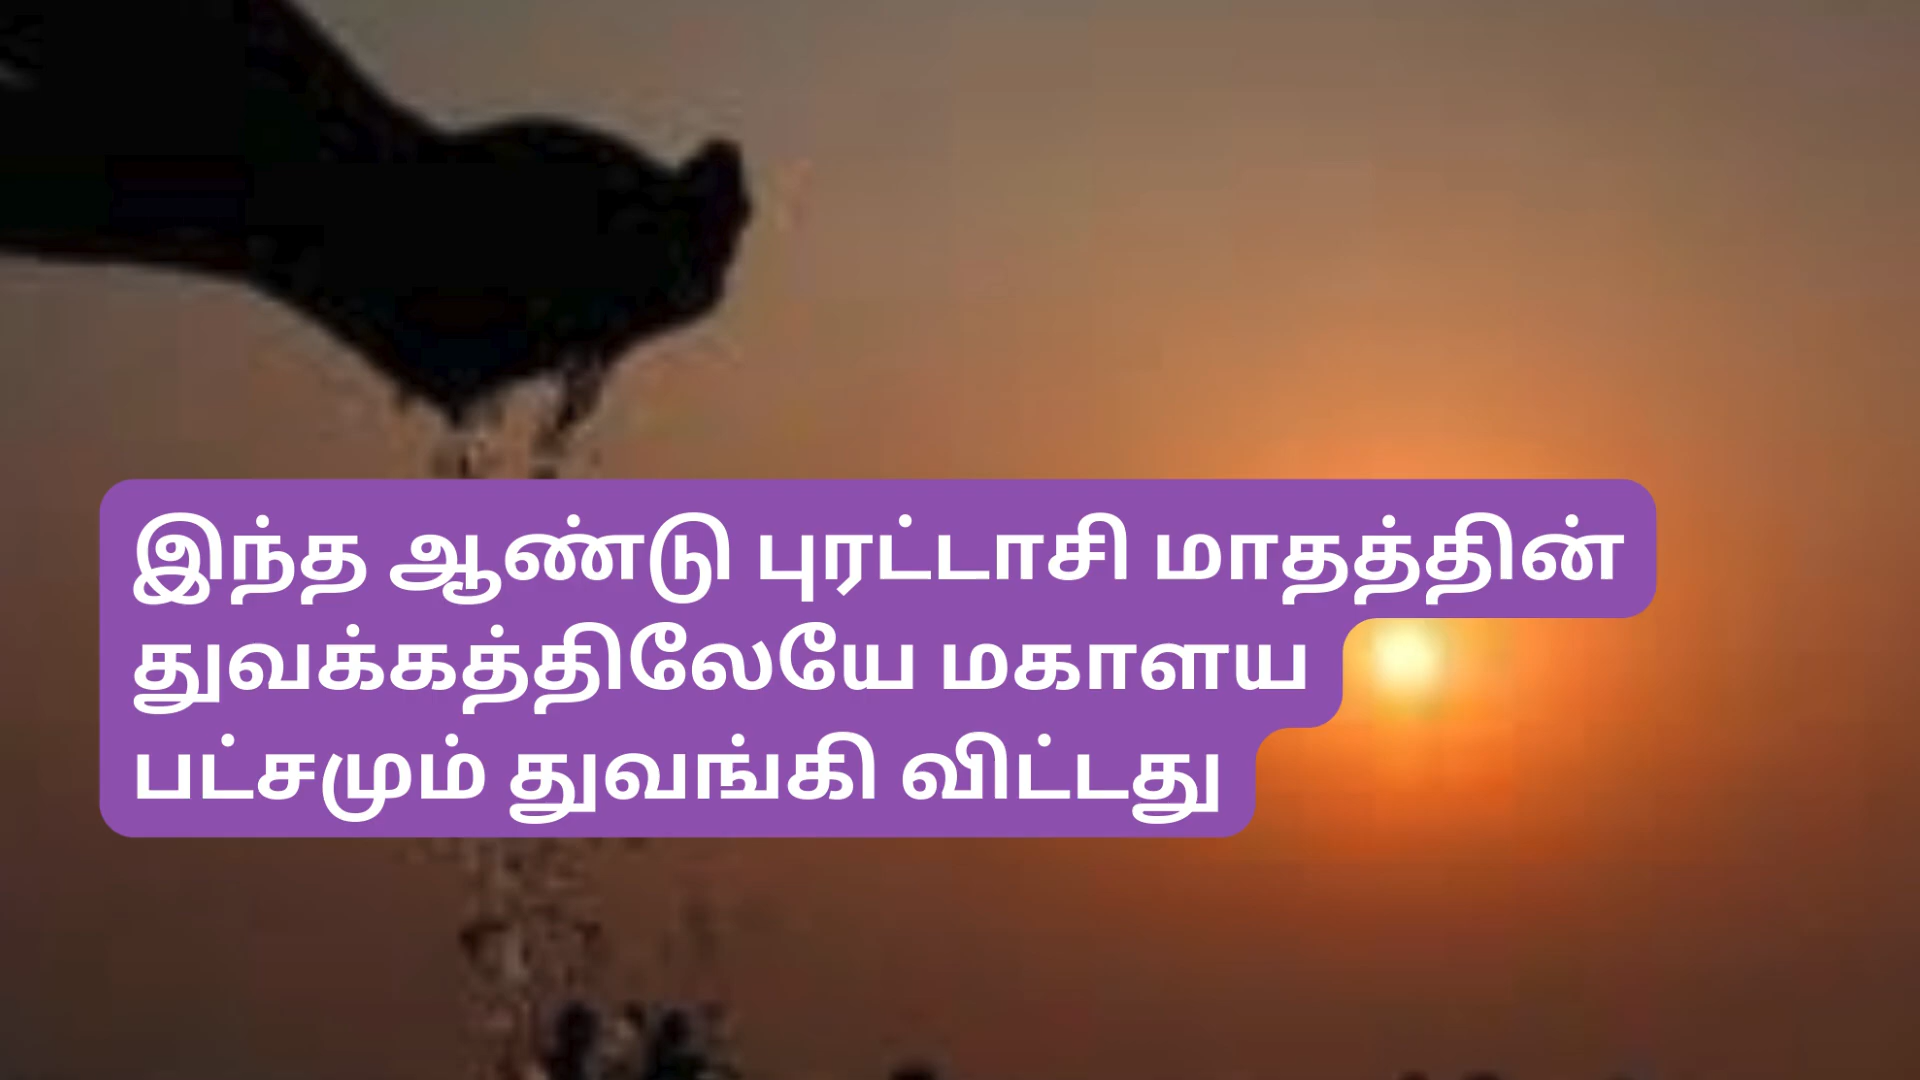 இந்த ஆண்டு புரட்டாசி மாதத்தின்
துவக்கத்திலேயே மகாளய
பட்சமும் துவங்கி விட்டது